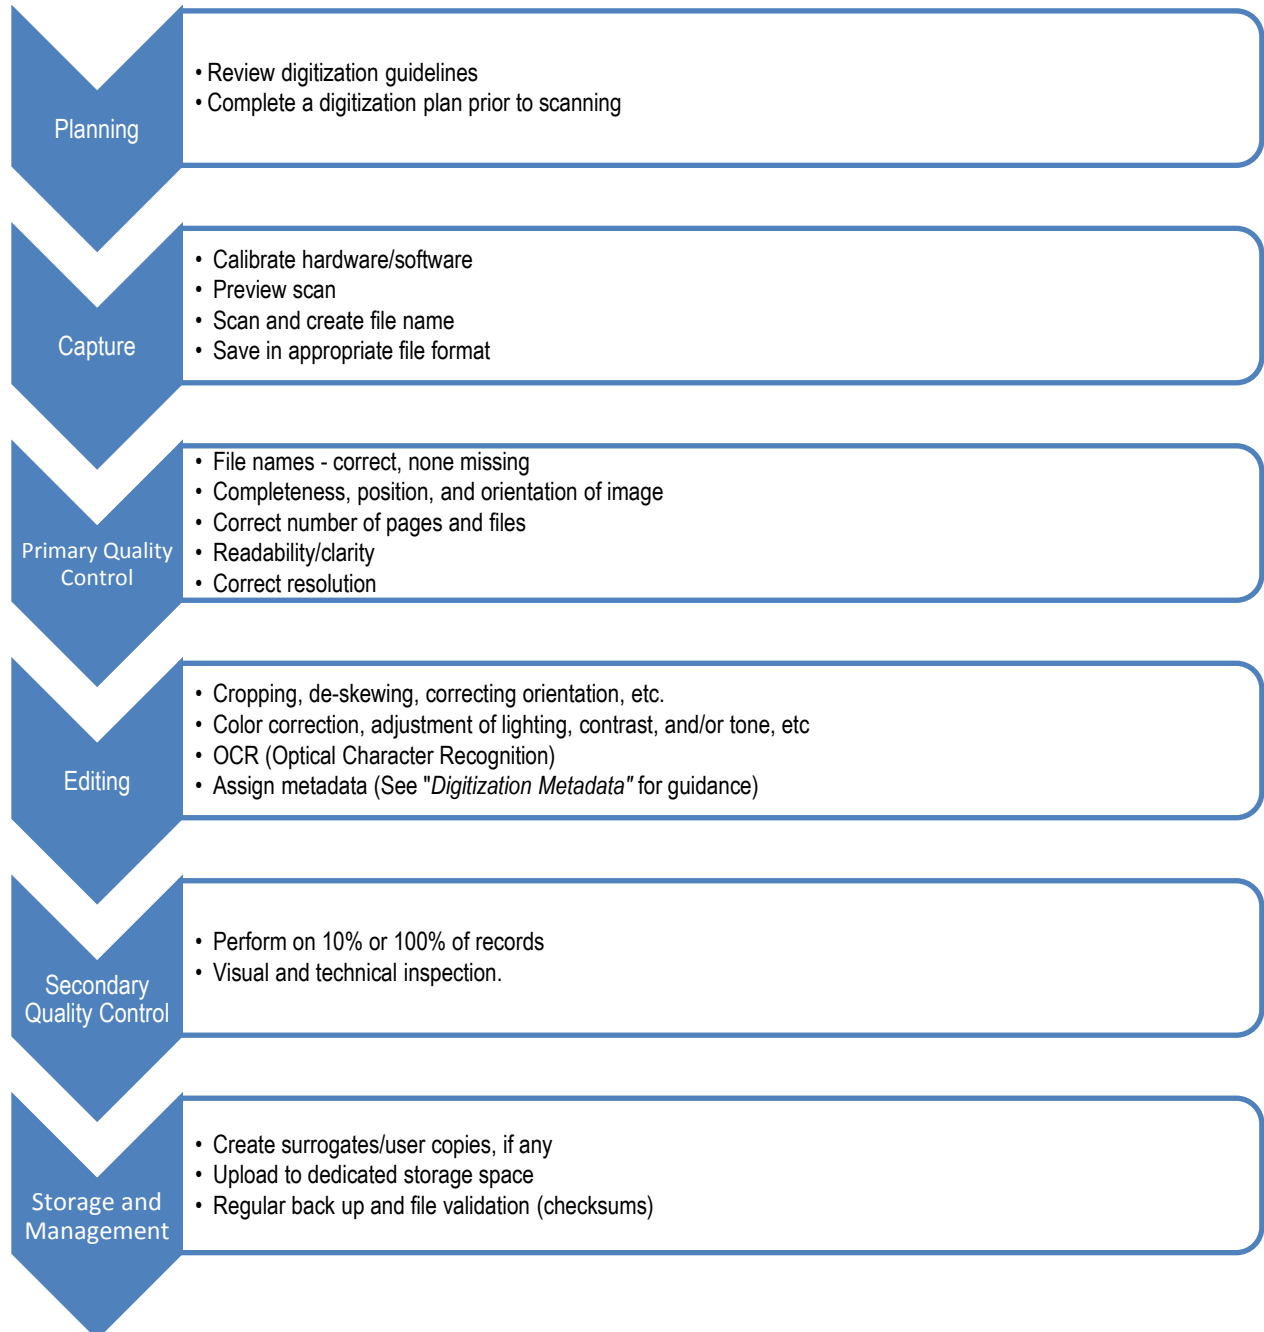 Planning
• Review digitization guidelines
• Complete a digitization plan prior to scanning
Capture
• Calibrate hardware/software
• Preview scan
• Scan and create file name
• Save in appropriate file format
Primary Quality
Control
• File names - correct, none missing
• Completeness, position, and orientation of image
• Correct number of pages and files
• Readability/clarity
• Correct resolution
Editing
• Cropping, de-skewing, correcting orientation, etc.
• Color correction, adjustment of lighting, contrast, and/or tone, etc
• OCR (Optical Character Recognition)
• Assign metadata (See "Digitization Metadata" for guidance)
Secondary
Quality Control
• Perform on 10% or 100% of records
• Visual and technical inspection.
Storage and
Management
• Create surrogates/user copies, if any
• Upload to dedicated storage space
• Regular back up and file validation (checksums)